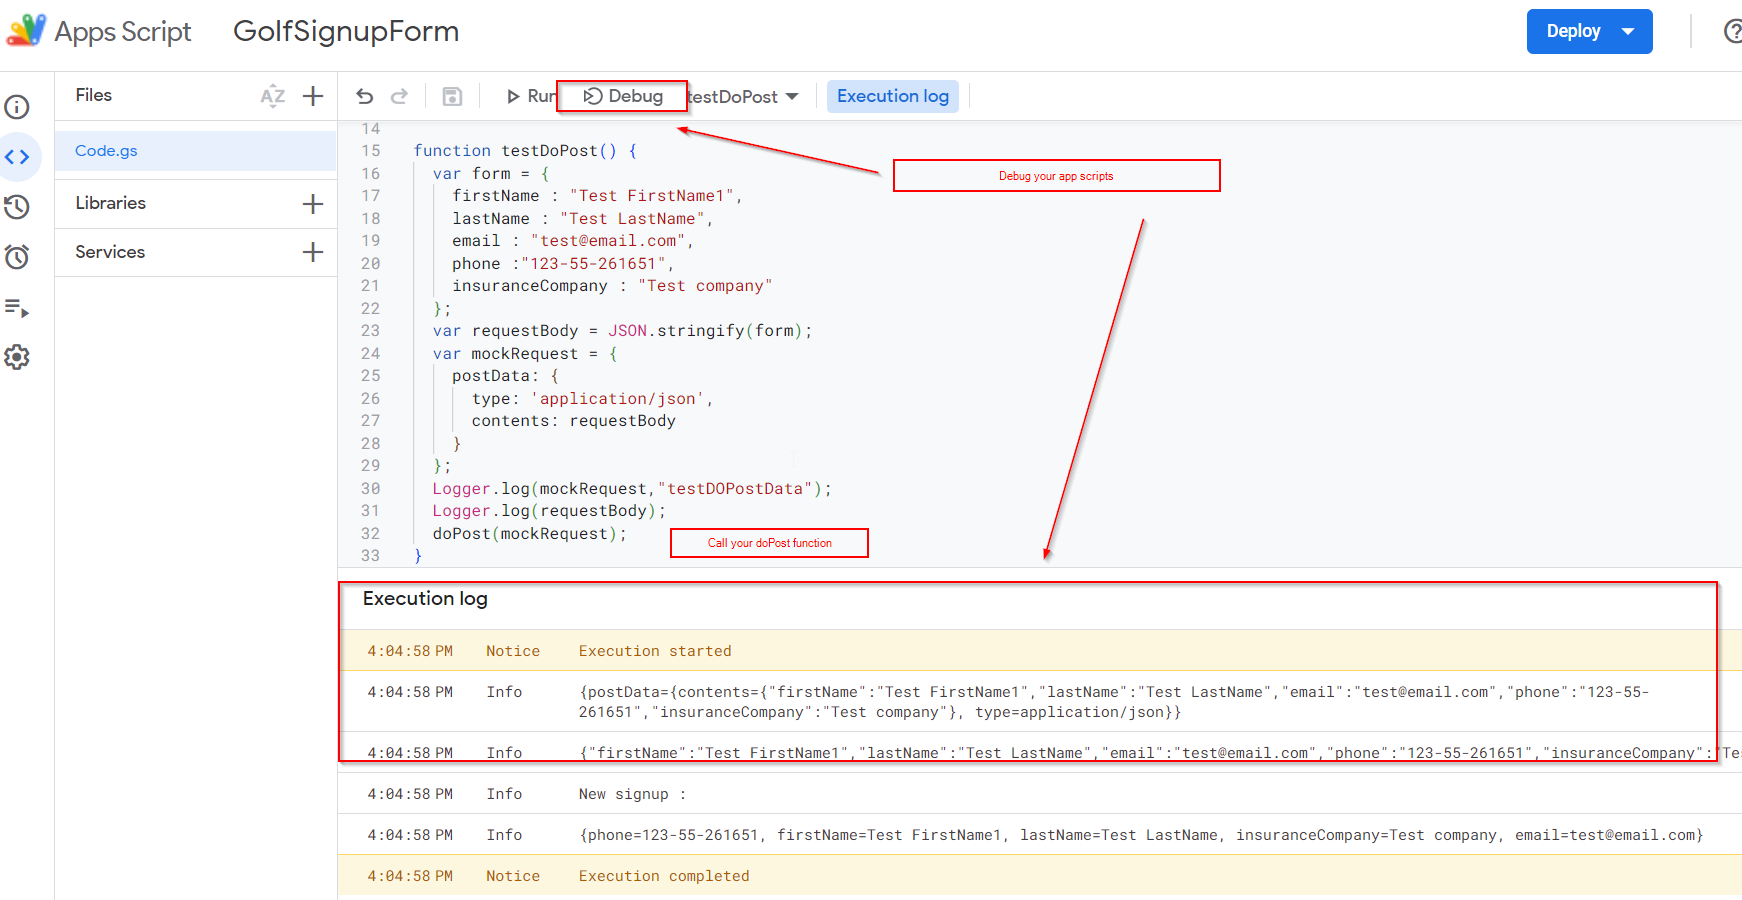 Apps Script GolfSignupForm Deploy
Files AZ Run Debug testDoPost Execution log
Code.gs
Libraries
Services
14
15 function testDoPost() {
16 var form = {
17 firstName : "Test FirstName1",
18 lastName : "Test LastName",
19 email : "test@email.com",
20 phone :"123-55-261651",
21 insuranceCompany : "Test company"
22 };
23 var requestBody = JSON.stringify(form);
24 var mockRequest = {
25 postData: {
26 type: 'application/json',
27 contents: requestBody
28 }
29 };
30 Logger.log(mockRequest,"testDOPostData");
31 Logger.log(requestBody);
32 doPost(mockRequest);
33 }
Debug your app scripts
Call your doPost function
Execution log
4:04:58 PM Notice Execution started
4:04:58 PM Info {postData={contents={"firstName":"Test FirstName1","lastName":"Test LastName","email":"test@email.com","phone":"123-55-
261651","insuranceCompany":"Test company"}, type=application/json}}
4:04:58 PM Info {"firstName":"Test FirstName1","lastName":"Test LastName","email":"test@email.com","phone":"123-55-261651","insuranceCompany":"Te
4:04:58 PM Info New signup :
4:04:58 PM Info {phone=123-55-261651, firstName=Test FirstName1, lastName=Test LastName, insuranceCompany=Test company, email=test@email.com}
4:04:58 PM Notice Execution completed